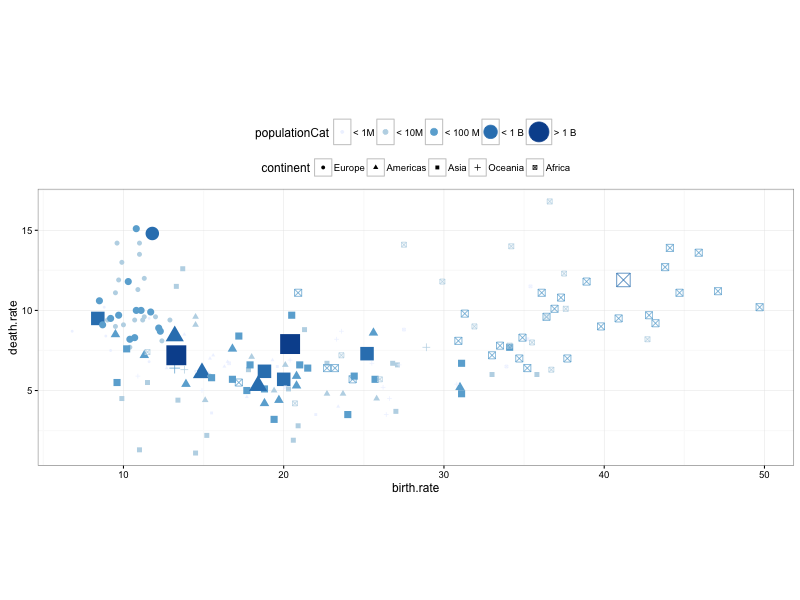 populationCat < 1M < 10M < 100 M < 1 B > 1 B
continent Europe Americas Asia Oceania Africa
15
10
5
death.rate
10 20 30 40 50
birth.rate